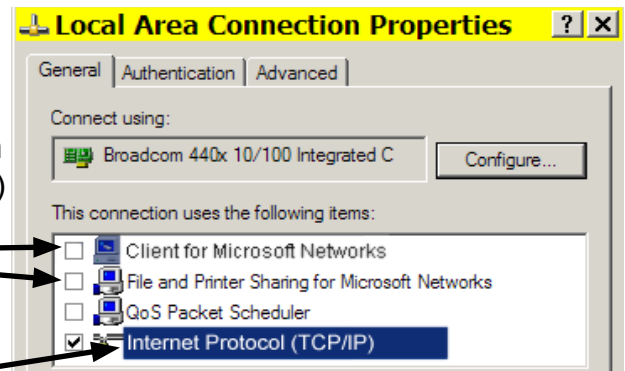 Local Area Connection Properties
General Authentication Advanced
Connect using:
Broadcom 440x 10/100 Integrated C Configure...
)
This connection uses the following items:
Client for Microsoft Networks
File and Printer Sharing for Microsoft Networks
QoS Packet Scheduler
Internet Protocol (TCP/IP)